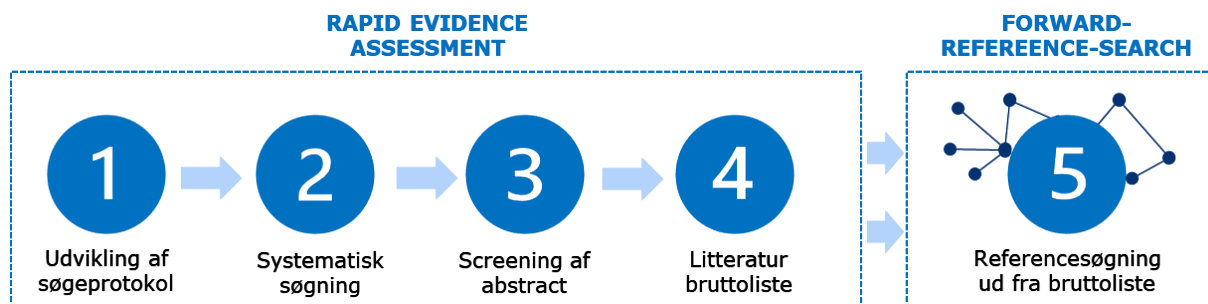 RAPID EVIDENCE
ASSESSMENT
FORWARD-
REFEREENCE-SEARCH
1
2
3
4
5
Udvikling af
søgeprotokol
Systematisk
søgning
Screening af
abstract
Litteratur
bruttoliste
Referencesøgning
ud fra bruttoliste